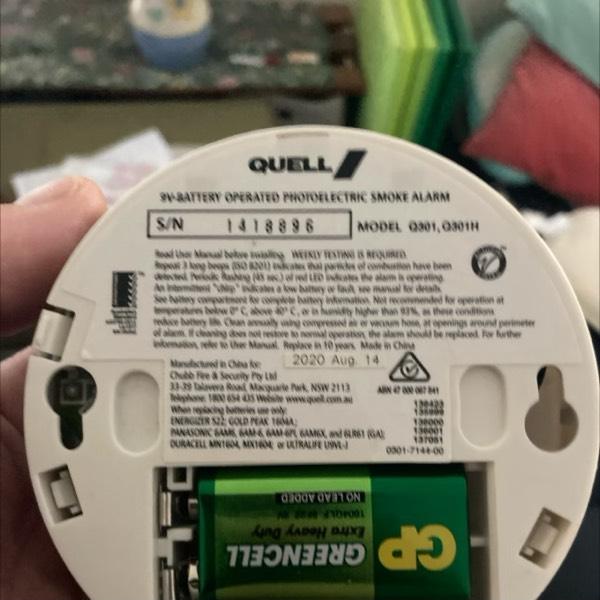 QUELL
9V-BATTERY OPERATED PHOTOELECTRIC SMOKE ALARM
S/N 1418896 MODEL Q301, Q301H
Read User Manual before installing. WEEKLY TESTING IS REQUIRED.
Repeat 3 long beeps (ISO 8201) indicates that particles of combustion have been
detected. Periodic flashing (45 sec.) of red LED indicates the alarm is operating.
An intermittent "chirp" indicates a low battery or fault, see manual for details.
See battery compartment for complete battery information. Not recommended for operation at
temperatures below 0° C, above 40° C, or in humidity higher than 93%, as these conditions
reduce battery life. Clean annually using compressed air or vacuum hose, at openings around perimeter
of alarm. If cleaning does not restore to normal operation, the alarm should be replaced. For further
information, refer to User Manual. Replace in 10 years. Made in China
Manufactured in China for: 2020 Aug. 14
Chubb Fire & Security Pty Ltd
33-39 Talavera Road, Macquarie Park, NSW 2113
Telephone: 1800 654 435 Website www.quell.com.au
When replacing batteries use only:
ENERGIZER 522; GOLD PEAK 1604A;
PANASONIC 6AM6, 6AM-6, 6AM-6PI, 6AM6X, and 6LR61 (GA);
DURACELL MN1604, MX1604; or ULTRALIFE U9VL-J
ABN 47 000 067 541
136000
136001
137081
0301-7144-00
NO LEAD ADDED
Extra Heavy Duty
GREENCELL
GP